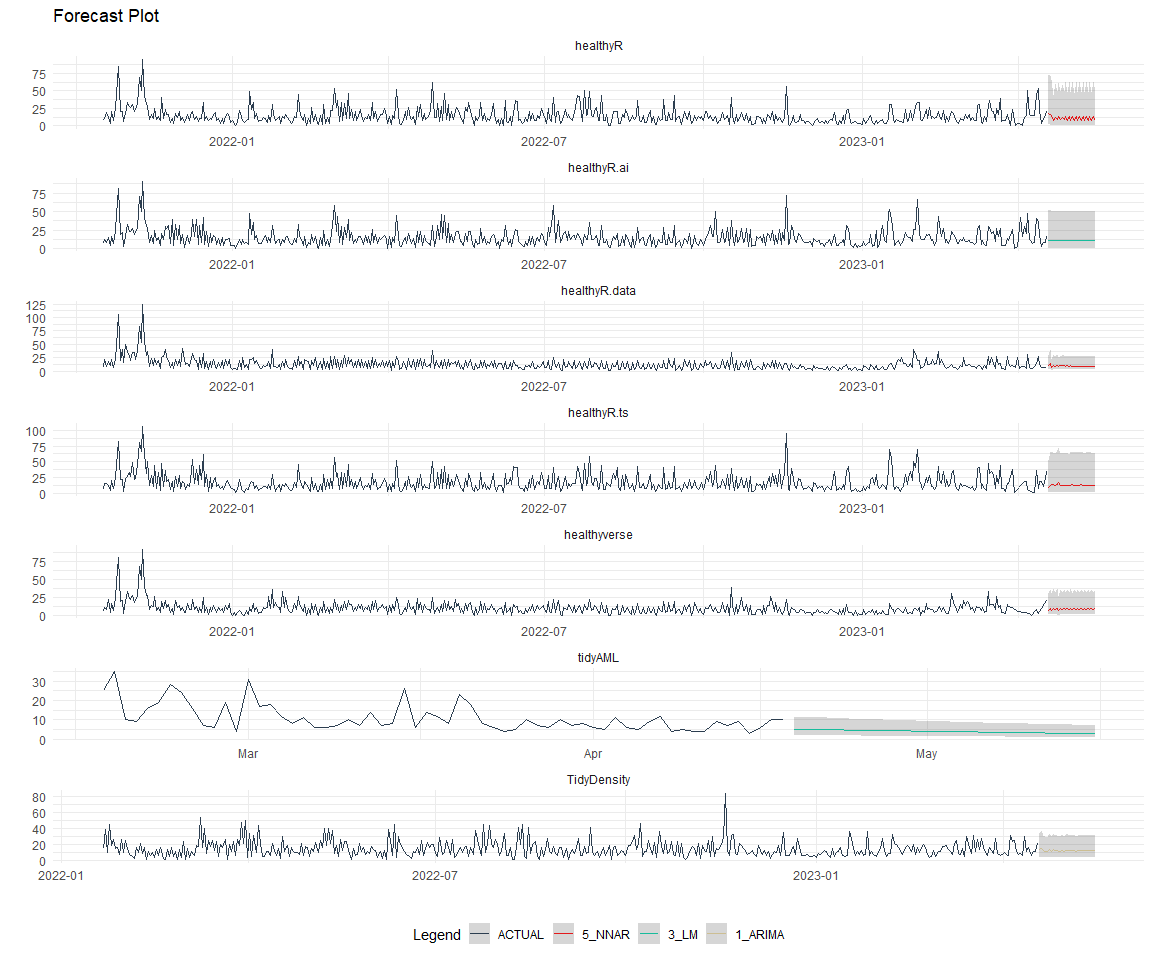 Forecast Plot
healthyR
75
50
25
0
2022-01 2022-07 2023-01
healthyR.ai
75
50
25
0
2022-01 2022-07 2023-01
healthyR.data
125
100
75
50
25
0
2022-01 2022-07 2023-01
healthyR.ts
100
75
50
25
0
2022-01 2022-07 2023-01
healthyverse
75
50
25
0
2022-01 2022-07 2023-01
tidyAML
30
20
10
0
Mar Apr May
TidyDensity
80
60
40
20
0
2022-01 2022-07 2023-01
Legend ACTUAL 5_NNAR 3_LM 1_ARIMA